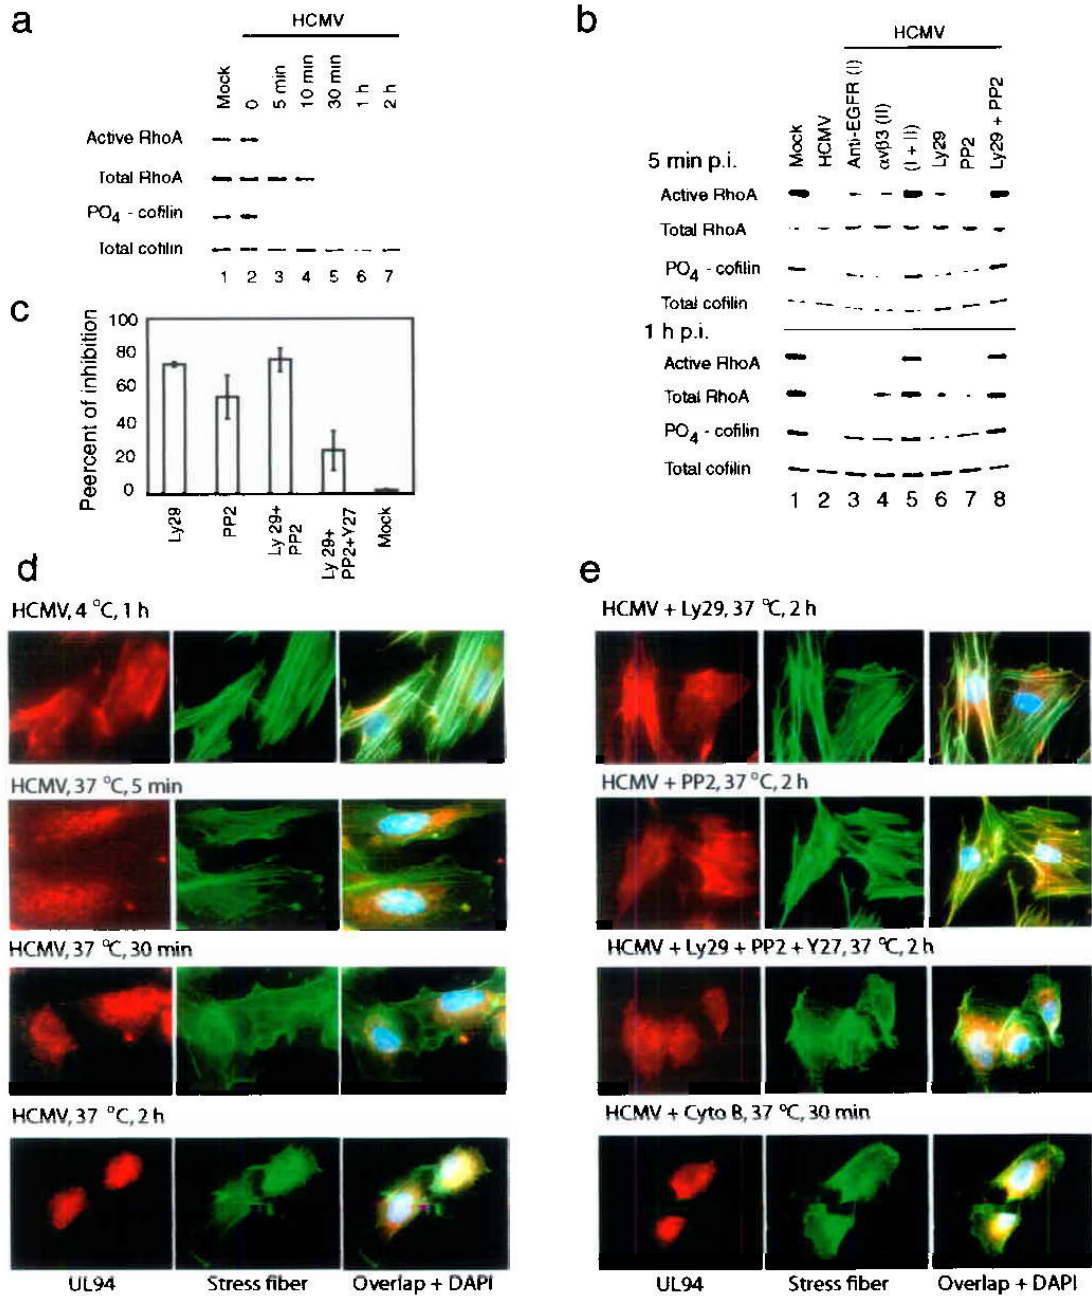 a
HCMV
Mock
0
5 min
10 min
30 min
1 h
2 h
Active RhoA
Total RhoA
PO4 - cofilin
Total cofilin
1 2 3 4 5 6 7
b
HCMV
Mock
HCMV
Anti-EGFR (I)
αvβ3 (II)
(I + II)
Ly29
PP2
Ly29 + PP2
5 min p.i.
Active RhoA
Total RhoA
PO4 - cofilin
Total cofilin
1 h p.i.
Active RhoA
Total RhoA
PO4 - cofilin
Total cofilin
1 2 3 4 5 6 7 8
c
Peercent of inhibition
100
80
60
40
20
0
Ly29
PP2
Ly 29+
PP2
Ly 29+
PP2+Y27
Mock
d
HCMV, 4 °C, 1 h
HCMV, 37 °C, 5 min
HCMV, 37 °C, 30 min
HCMV, 37 °C, 2 h
UL94 Stress fiber Overlap + DAPI
e
HCMV + Ly29, 37 °C, 2 h
HCMV + PP2, 37 °C, 2 h
HCMV + Ly29 + PP2 + Y27, 37 °C, 2 h
HCMV + Cyto B, 37 °C, 30 min
UL94 Stress fiber Overlap + DAPI